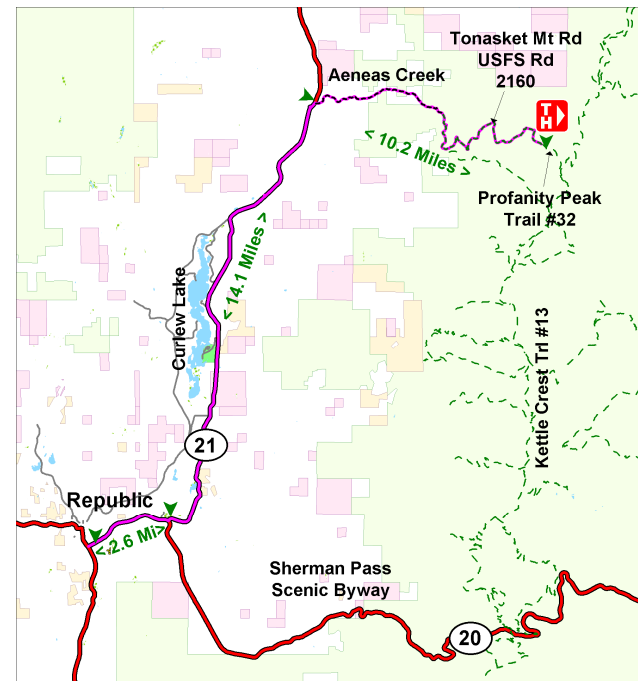 Tonasket Mt Rd
USFS Rd
2160
Aeneas Creek
TH
< 10.2 Miles >
Profanity Peak
Trail #32
< 14.1 Miles >
Curlew Lake
Kettle Crest Trl #13
21
Republic
< 2.6 Mi>
Sherman Pass
Scenic Byway
20